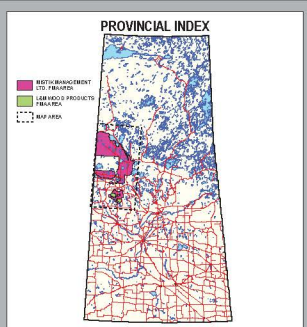 PROVINCIAL INDEX
MISTIK MANAGEMENT
LTD. FMA AREA
L&M WOOD PRODUCTS
FMA AREA
MAP AREA